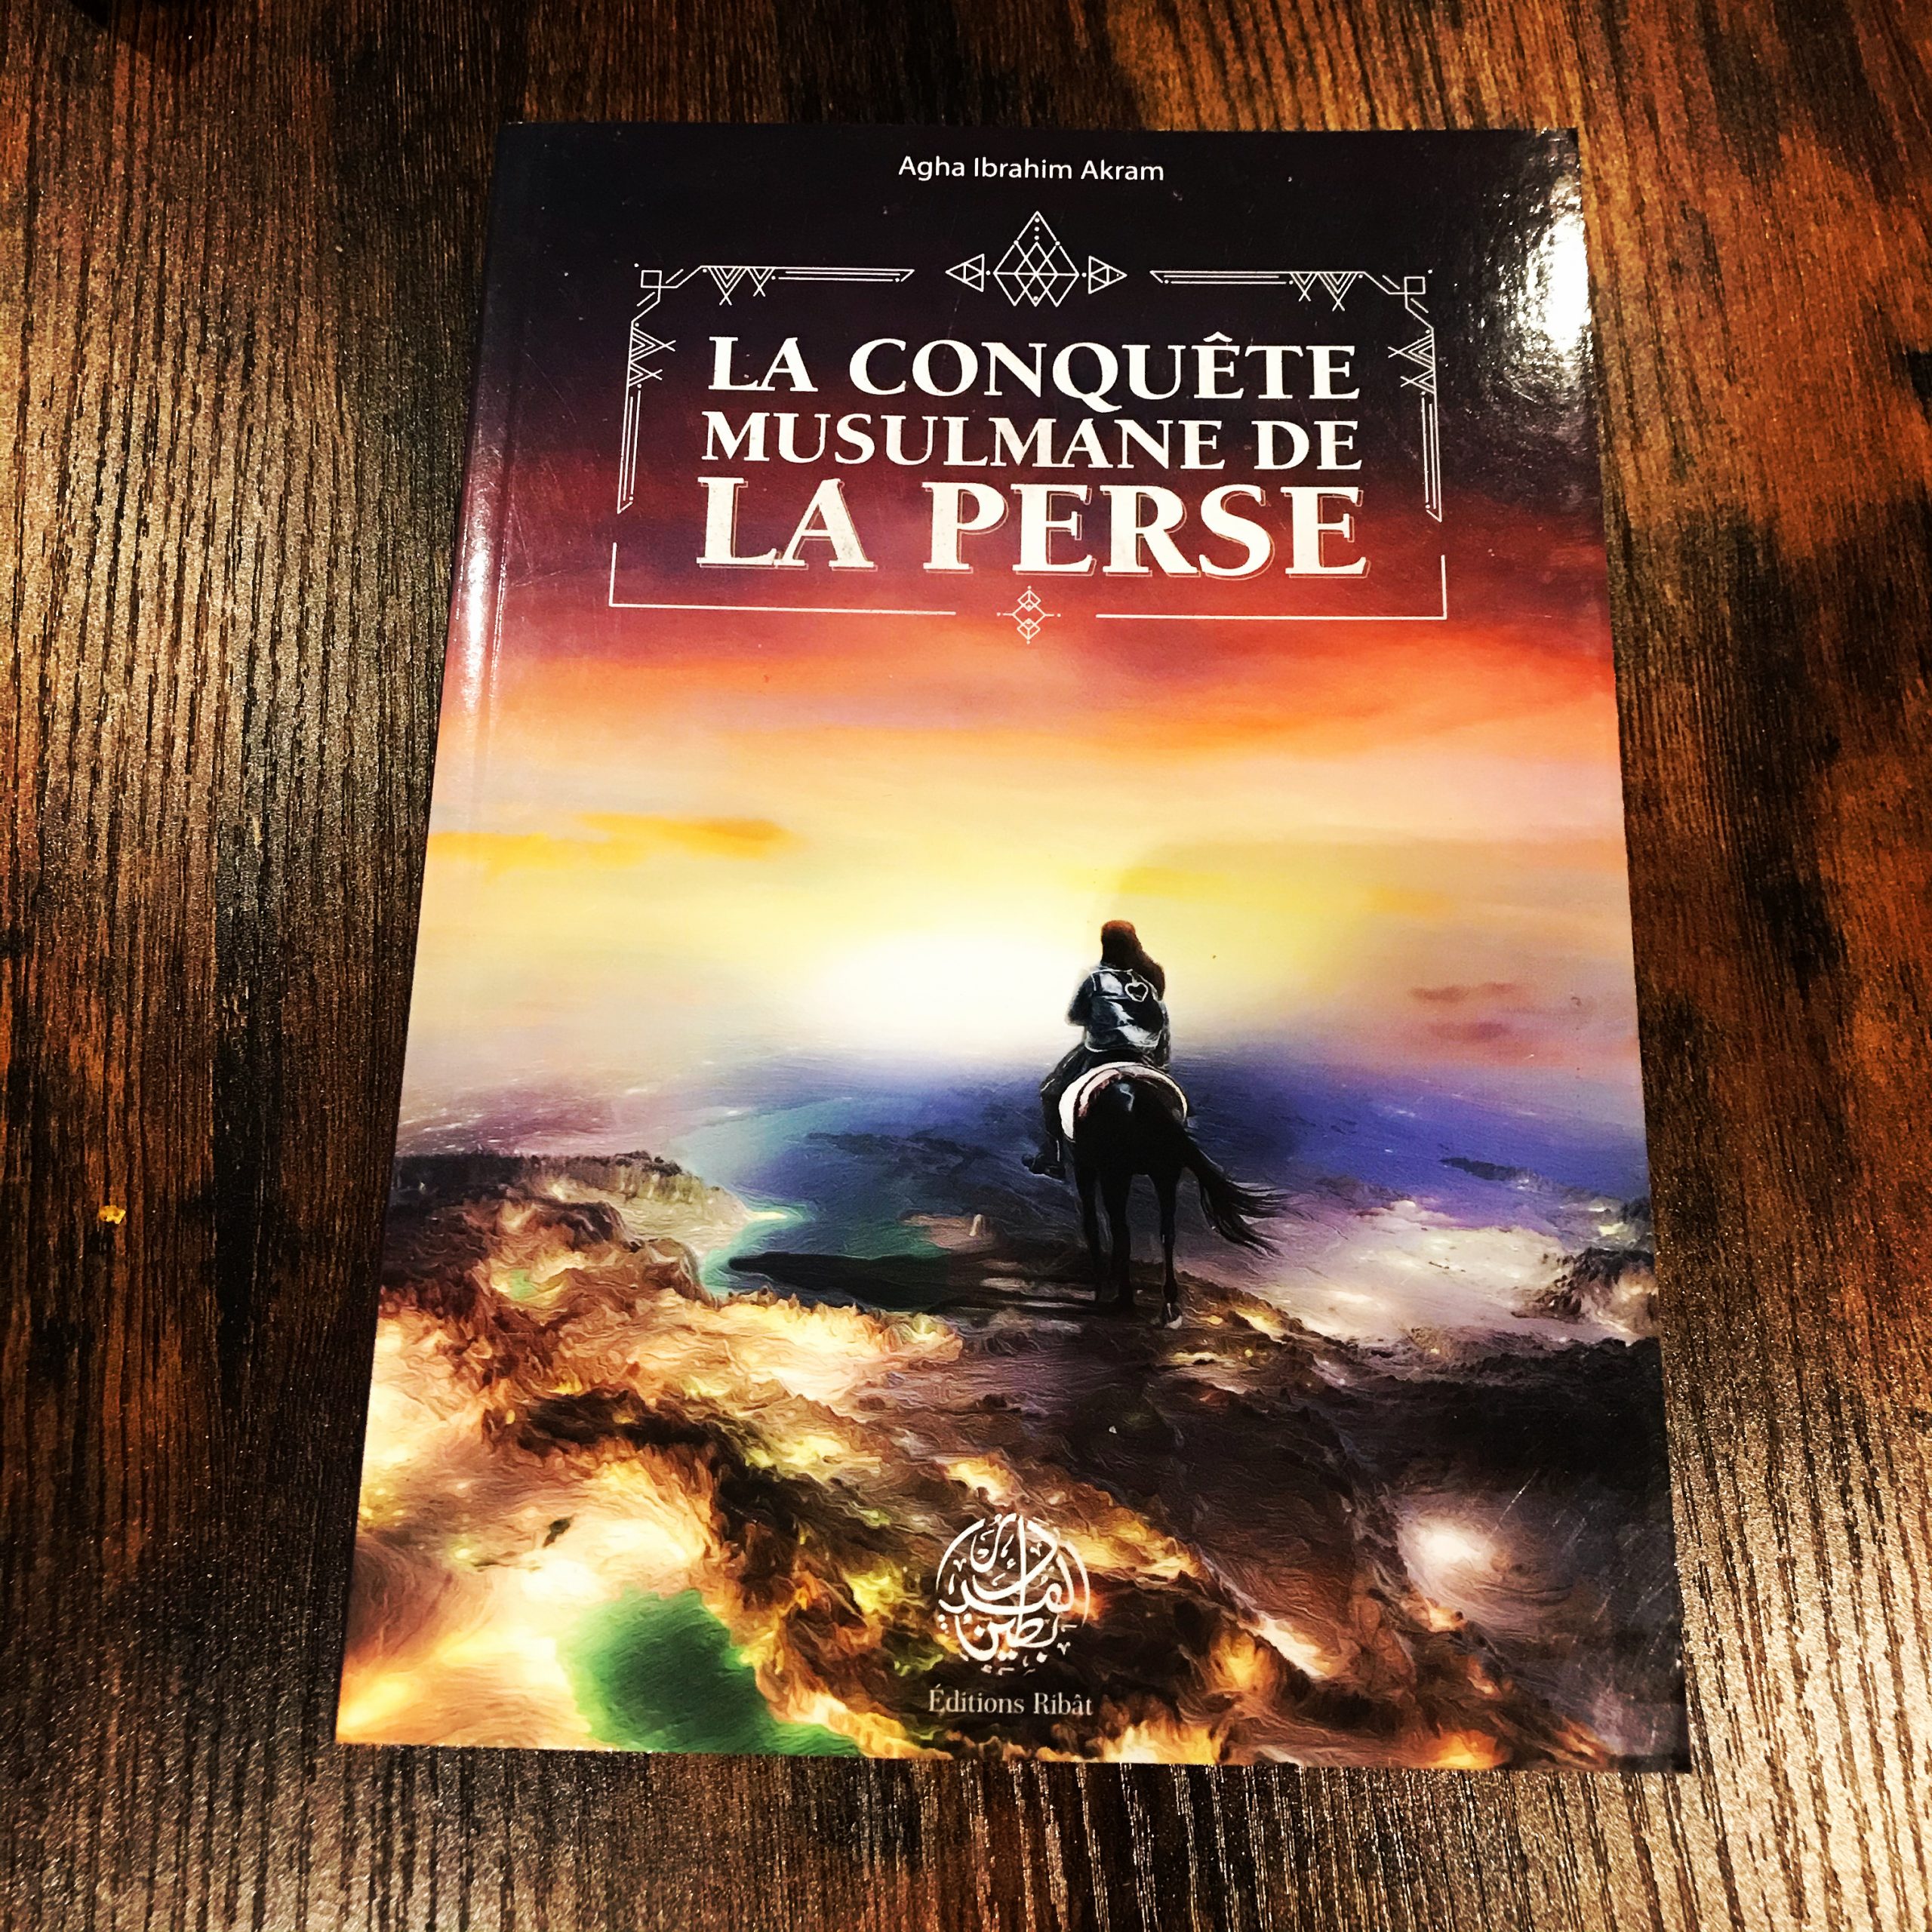 Agha Ibrahim Akram
LA CONQUÊTE
MUSULMANE DE
LA PERSE
Éditions Ribât